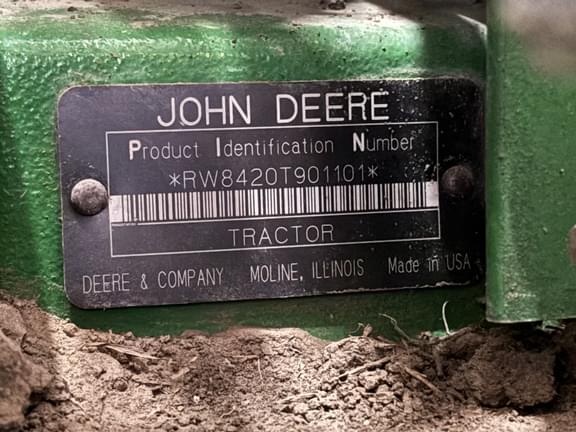 JOHN DEERE
Product Identification Number
*RW8420T901101*
TRACTOR
DEERE & COMPANY MOLINE, ILLINOIS Made in USA